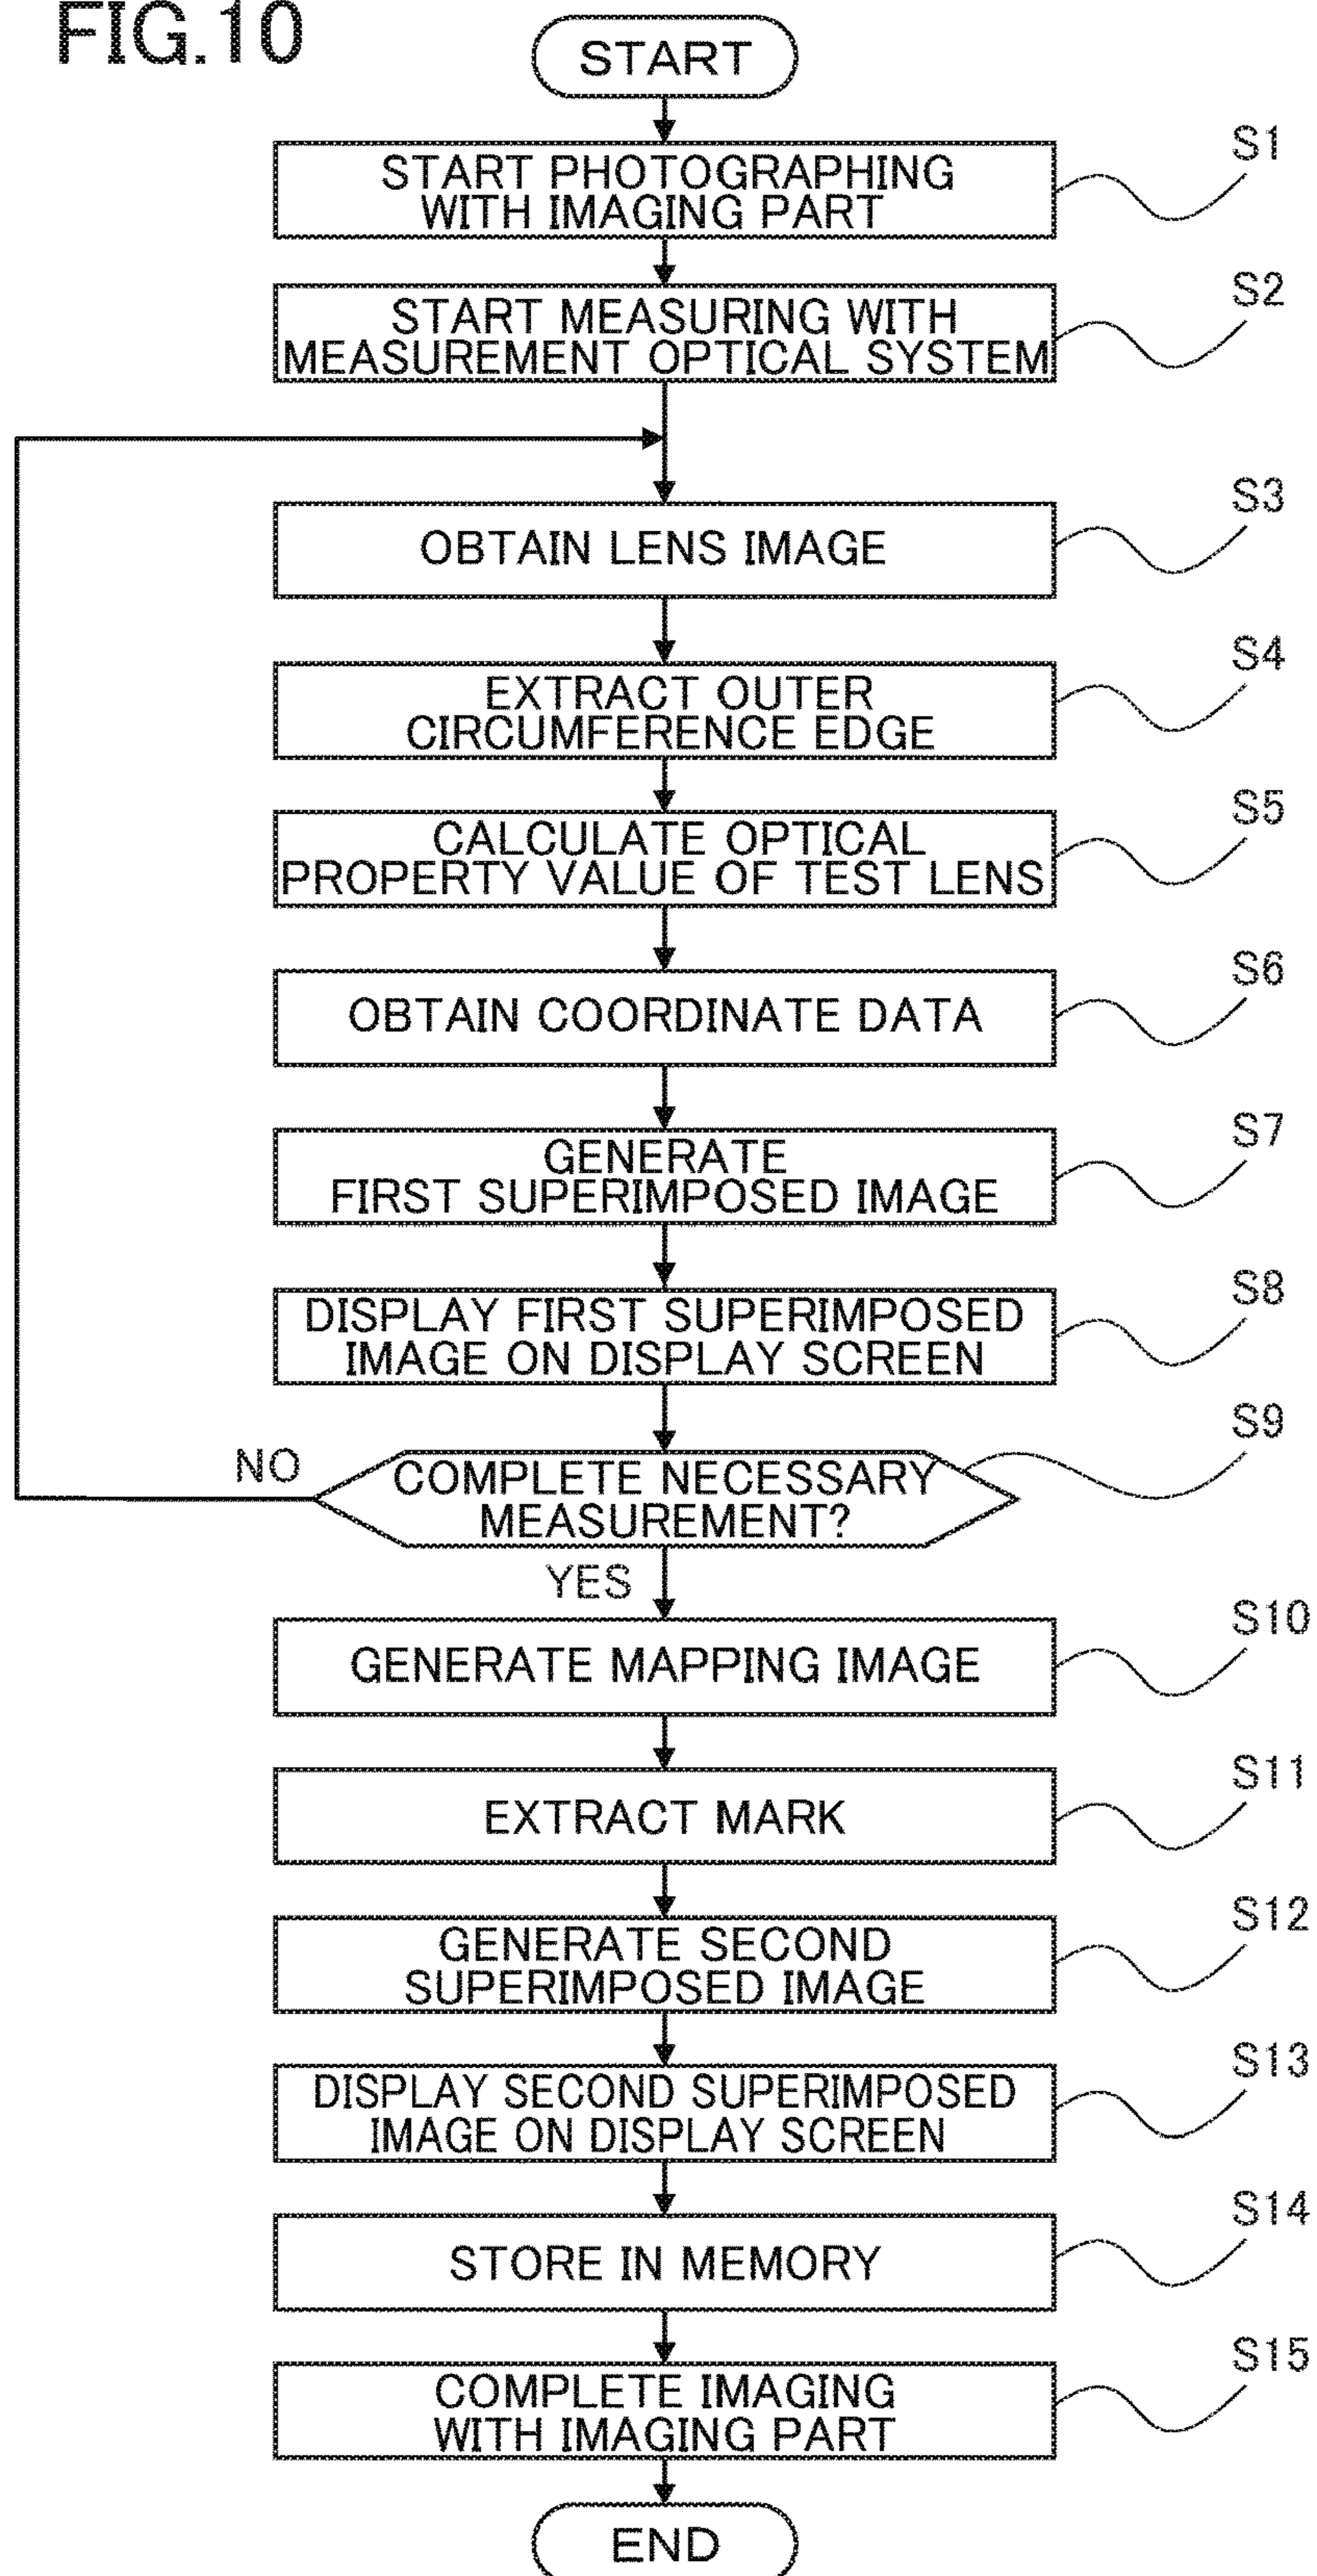 FIG.10
START
START PHOTOGRAPHING
WITH IMAGING PART
S1
START MEASURING WITH
MEASUREMENT OPTICAL SYSTEM
S2
OBTAIN LENS IMAGE
S3
EXTRACT OUTER
CIRCUMFERENCE EDGE
S4
CALCULATE OPTICAL
PROPERTY VALUE OF TEST LENS
S5
OBTAIN COORDINATE DATA
S6
GENERATE
FIRST SUPERIMPOSED IMAGE
S7
DISPLAY FIRST SUPERIMPOSED
IMAGE ON DISPLAY SCREEN
S8
NO
COMPLETE NECESSARY
MEASUREMENT?
S9
YES
GENERATE MAPPING IMAGE
S10
EXTRACT MARK
S11
GENERATE SECOND
SUPERIMPOSED IMAGE
S12
DISPLAY SECOND SUPERIMPOSED
IMAGE ON DISPLAY SCREEN
S13
STORE IN MEMORY
S14
COMPLETE IMAGING
WITH IMAGING PART
S15
END